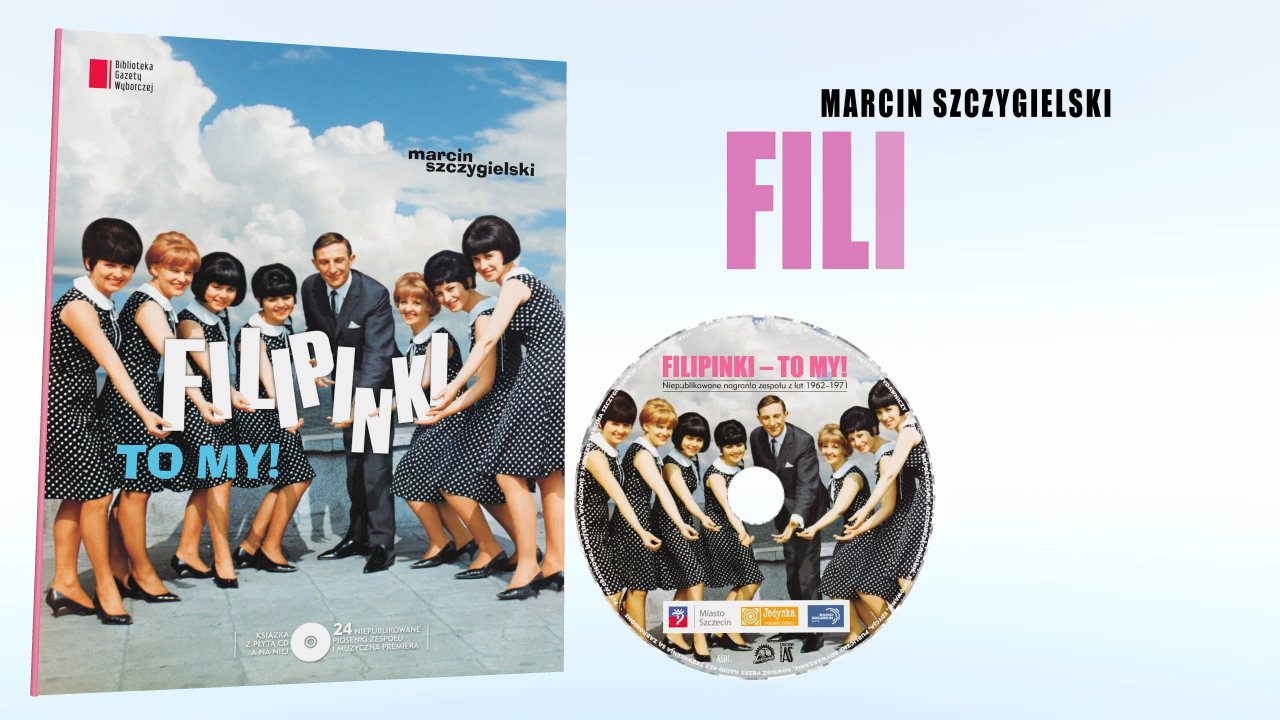 Biblioteka
Gazety
Wyborczej
marcin
szczygielski
FILIPINKI
TO MY!
KSIĄŻKA
Z PŁYTĄ CD
A NA NIEJ
24 NIEPUBLIKOWANE
PIOSENKI ZESPOŁU
I MUZYCZNA PREMIERA
MARCIN SZCZYGIELSKI
FILI
FILIPINKI – TO MY!
Niepublikowane nagrania zespołu z lat 1962–1971
Miasto
Szczecin
Jedynka